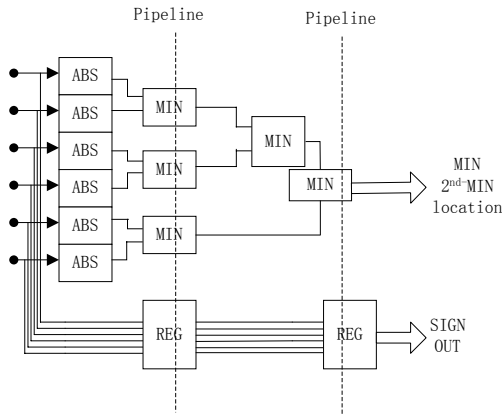 Pipeline
Pipeline
ABS
ABS
ABS
ABS
ABS
ABS
MIN
MIN
MIN
MIN
MIN
MIN
2nd-MIN
location
REG
REG
SIGN
OUT